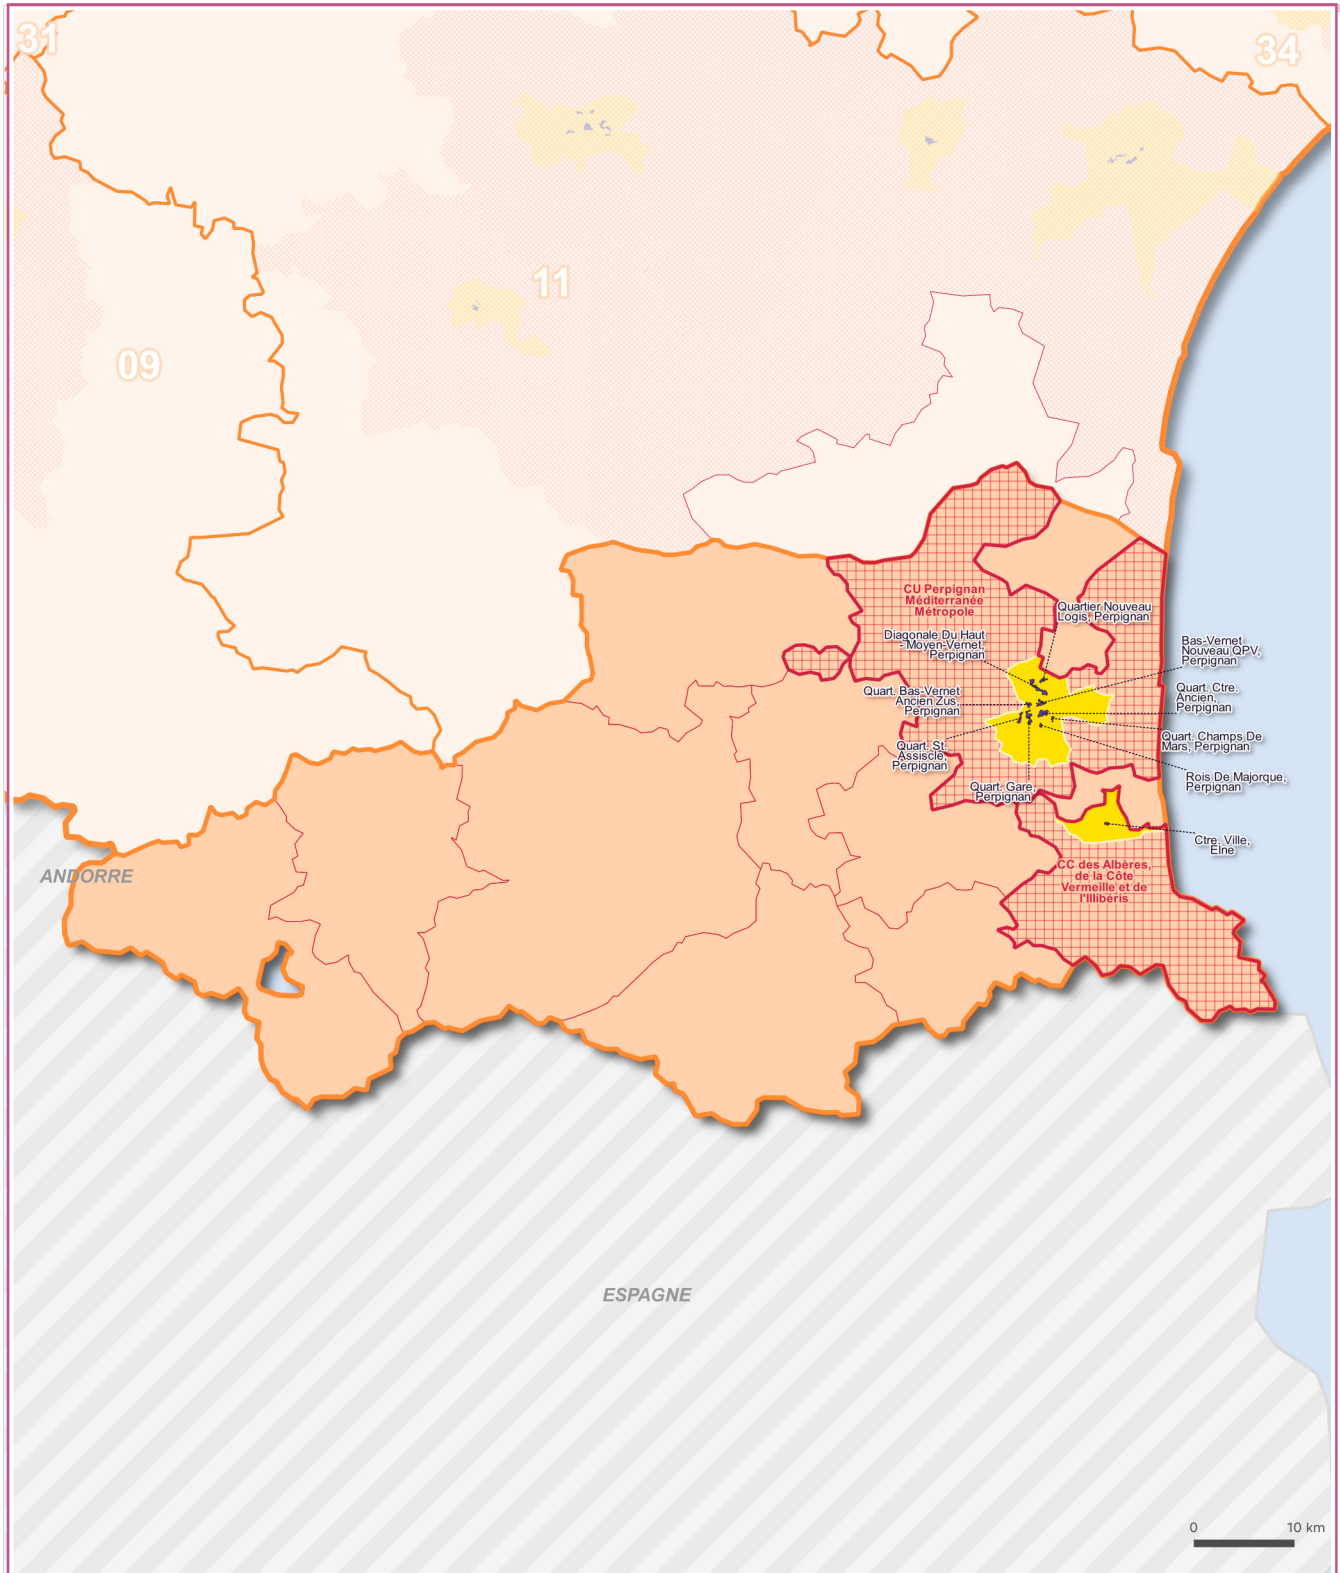 31
34
11
09
CU Perpignan
Méditerranée
Métropole
Quartier Nouveau
Logis, Perpignan
Diagonale Du Haut
- Moyen-Vernet,
Perpignan
Bas-Vernet
Nouveau QPV,
Perpignan
Quart. Bas-Vernet
Ancien Zus,
Perpignan
Quart. Ctre.
Ancien,
Perpignan
Quart. St.
Assiscle,
Perpignan
Quart. Champs De
Mars, Perpignan
Quart. Gare,
Perpignan
Rois De Majorque,
Perpignan
Ctre. Ville,
Elne
CC des Albères,
de la Côte
Vermeille et de
l'Illibéris
ANDORRE
ESPAGNE
0 10 km